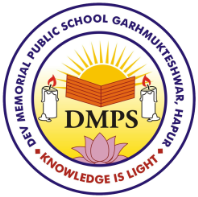 DEV MEMORIAL PUBLIC SCHOOL GARHMUKTESHWAR, HAPUR
DMPS
KNOWLEDGE IS LIGHT